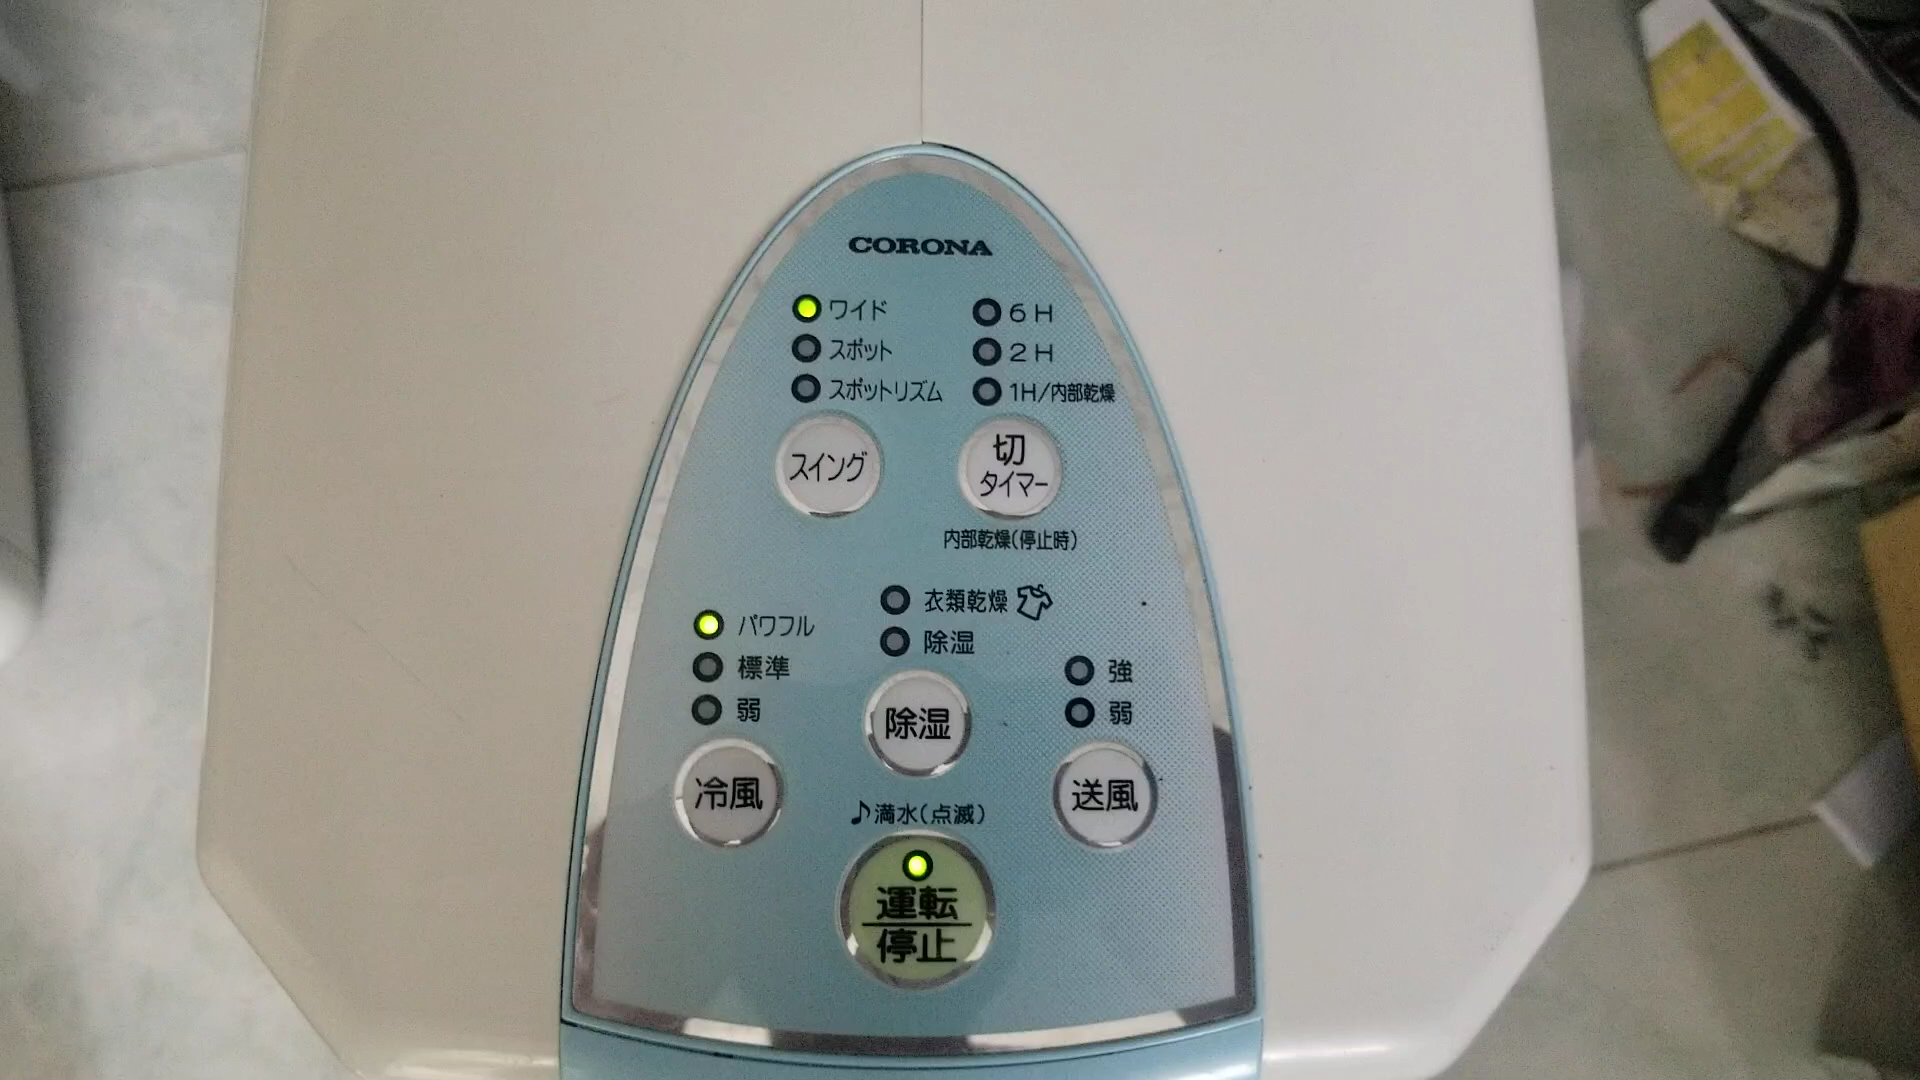 CORONA
ワイド
スポット
スポットリズム
6H
2H
1H/内部乾燥
スイング
切
タイマー
内部乾燥(停止時)
衣類乾燥
除湿
パワフル
標準
弱
強
弱
除湿
冷風
送風
♪満水(点滅)
運転
停止